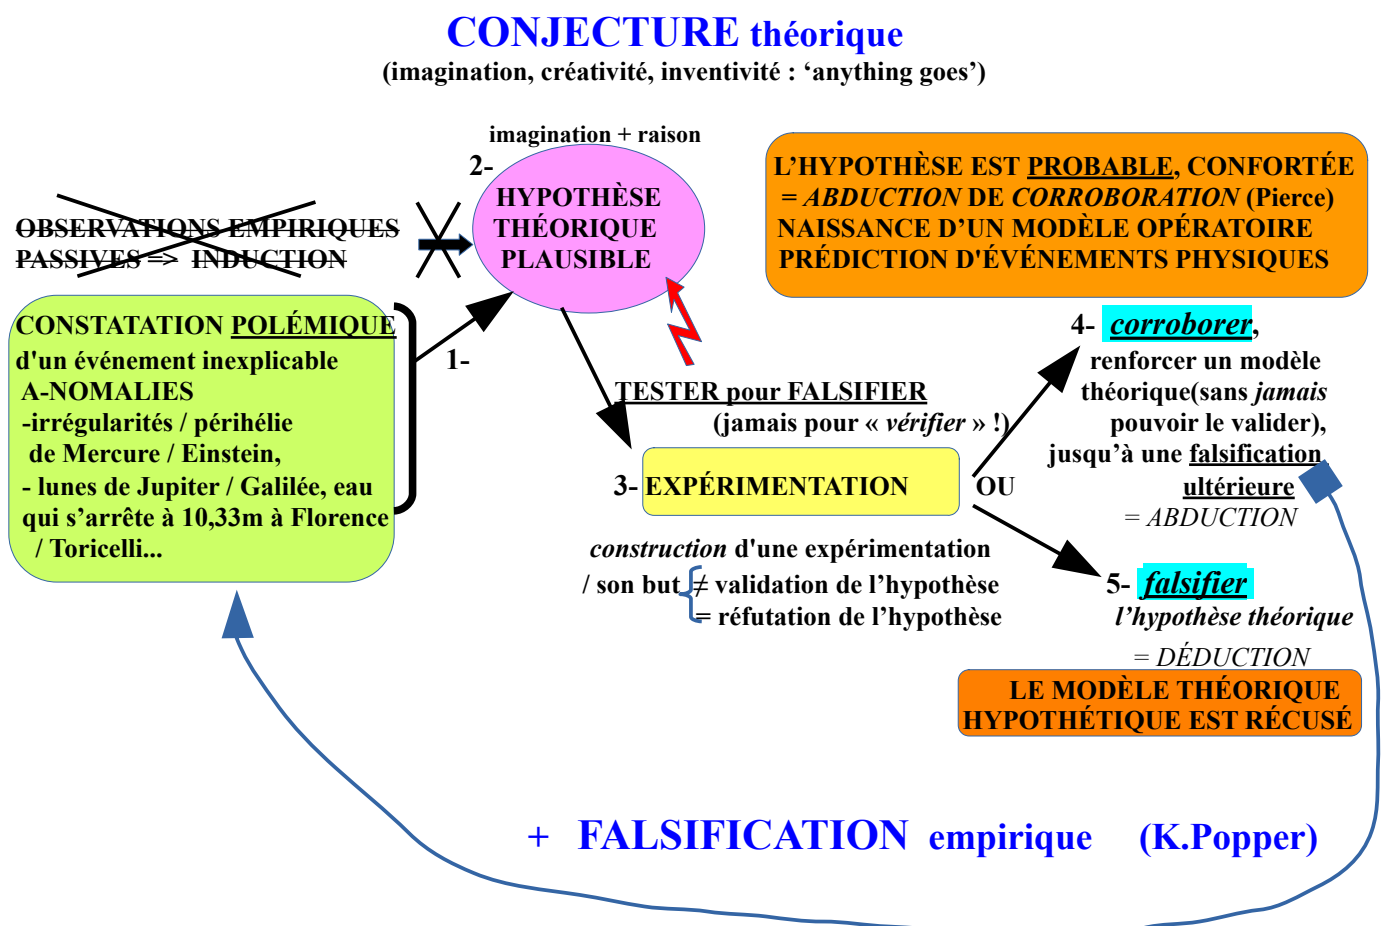 CONJECTURE théorique
(imagination, créativité, inventivité : ‘anything goes’)
imagination + raison
2-
HYPOTHÈSE
THÉORIQUE
PLAUSIBLE
OBSERVATIONS EMPIRIQUES
PASSIVES => INDUCTION
CONSTATATION POLÉMIQUE
d'un événement inexplicable
A-NOMALIES
-irrégularités / périhélie
de Mercure / Einstein,
- lunes de Jupiter / Galilée, eau
qui s’arrête à 10,33m à Florence
/ Toricelli...
1-
TESTER pour FALSIFIER
(jamais pour « vérifier » !)
3- EXPÉRIMENTATION
OU
construction d'une expérimentation
/ son but ≠ validation de l’hypothèse
= réfutation de l’hypothèse
L’HYPOTHÈSE EST PROBABLE, CONFORTÉE
= ABDUCTION DE CORROBORATION (Pierce)
NAISSANCE D’UN MODÈLE OPÉRATOIRE
PRÉDICTION D'ÉVÉNEMENTS PHYSIQUES
4- corroborer,
renforcer un modèle
théorique(sans jamais
pouvoir le valider),
jusqu’à une falsification
ultérieure
= ABDUCTION
5- falsifier
l’hypothèse théorique
= DÉDUCTION
LE MODÈLE THÉORIQUE
HYPOTHÉTIQUE EST RÉCUSÉ
+ FALSIFICATION empirique (K.Popper)